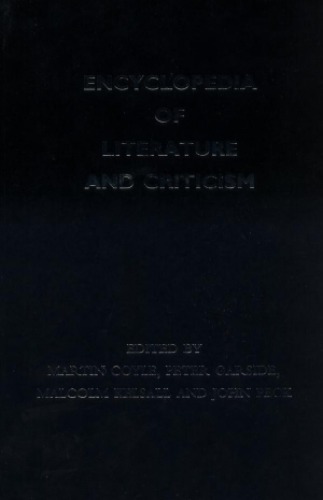 ENCYCLOPEDIA
OF
LITERATURE
AND CRITICISM
EDITED BY
MARTIN COYLE, PETER GARSIDE,
MALCOLM KELSALL AND JOHN PECK